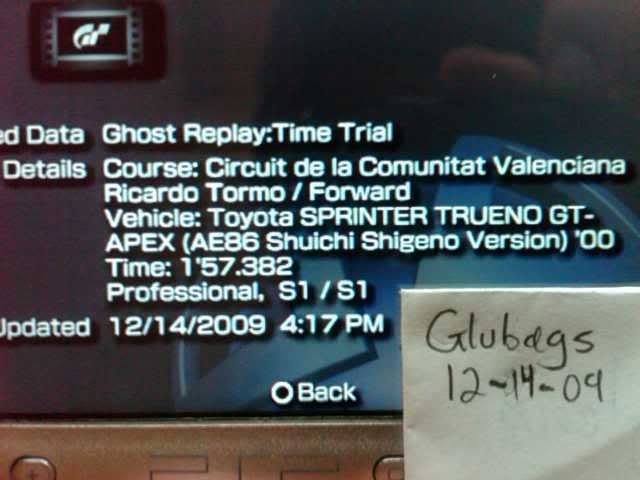 GT
ed Data Ghost Replay:Time Trial
Details Course: Circuit de la Comunitat Valenciana
Ricardo Tormo / Forward
Vehicle: Toyota SPRINTER TRUENO GT-
APEX (AE86 Shuichi Shigeno Version) '00
Time: 1'57.382
Professional, S1 / S1
Updated 12/14/2009 4:17 PM
Back
Glubags
12-14-09